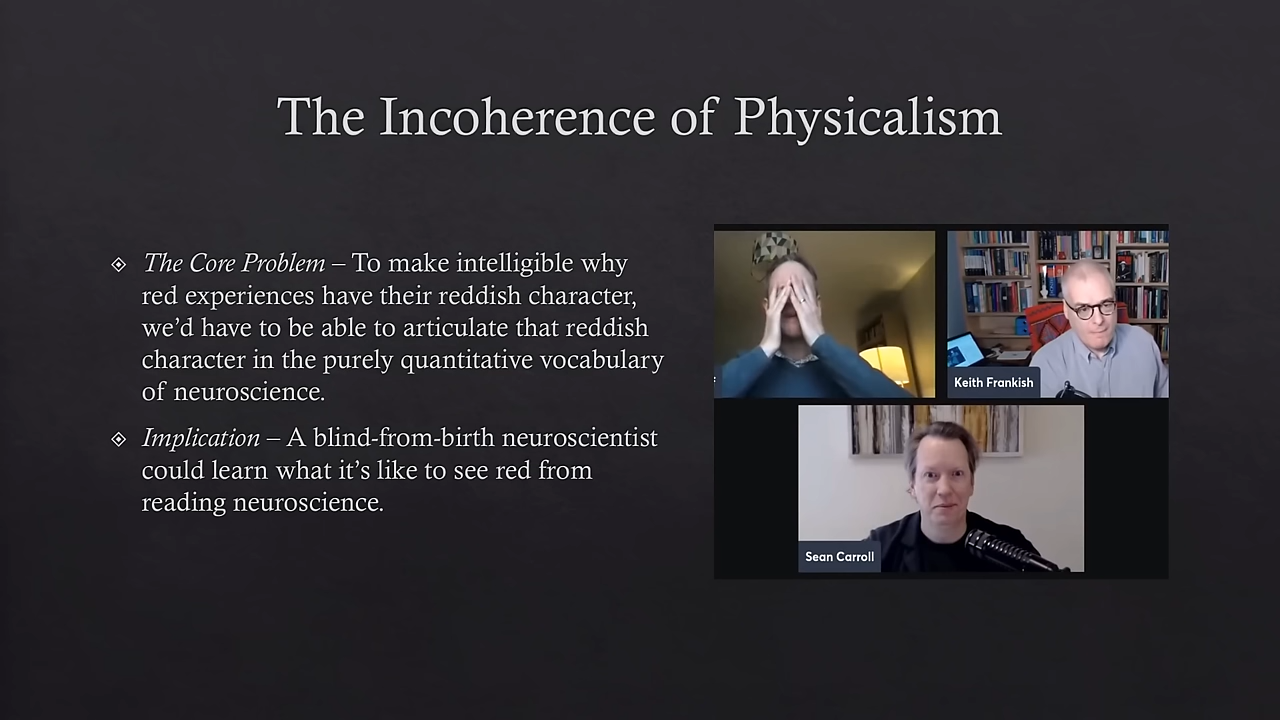 The Incoherence of Physicalism
The Core Problem – To make intelligible why
red experiences have their reddish character,
we’d have to be able to articulate that reddish
character in the purely quantitative vocabulary
of neuroscience.
Implication – A blind-from-birth neuroscientist
could learn what it’s like to see red from
reading neuroscience.
Keith Frankish
Sean Carroll